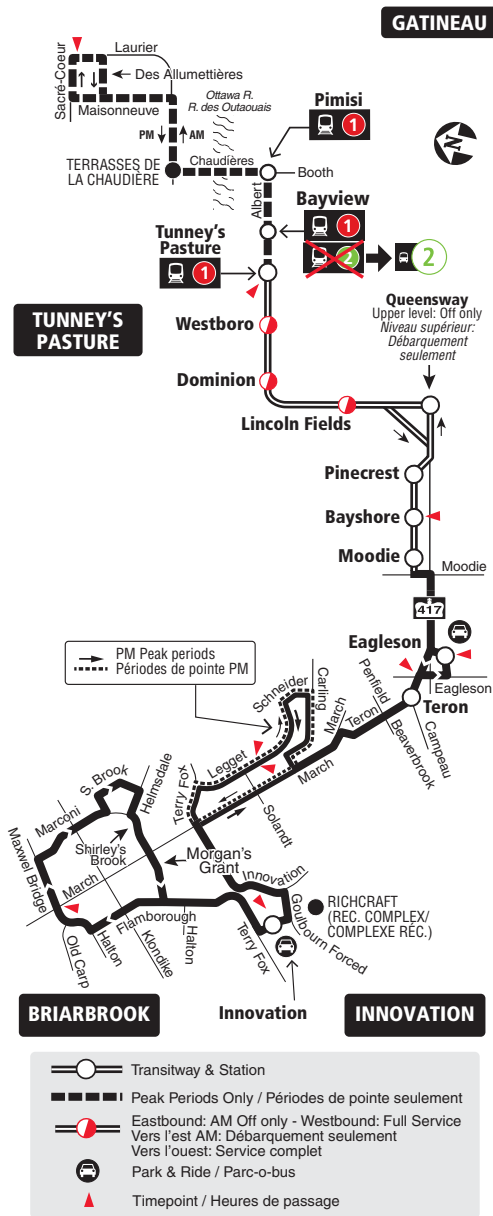 GATINEAU
Laurier
Des Allumettières
Sacré-Coeur
Maisonneuve
Ottawa R.
R. des Outaouais
PM
AM
TERRASSES DE
LA CHAUDIÈRE
Chaudières
Pimisi
1
Booth
Albert
N
Bayview
1
2
2
Tunney's
Pasture
1
TUNNEY'S
PASTURE
Queensway
Upper level: Off only
Niveau supérieur:
Débarquement
seulement
Westboro
Dominion
Lincoln Fields
Pinecrest
Bayshore
Moodie
Moodie
417
Eagleson
Eagleson
Teron
PM Peak periods
Périodes de pointe PM
Schneider
Carling
March
Teron
Penfield
Beaverbrook
Campeau
Legget
Terry Fox
March
Solandt
S. Brook
Helmsdale
Marconi
Shirley's
Brook
Maxwel Bridge
March
Morgan's
Grant
Innovation
Flamborough
Old Carp
Halton
Klondike
Halton
Terry Fox
Goulbourn Forced
RICHCRAFT
(REC. COMPLEX/
COMPLEXE RÉC.)
BRIARBROOK
Innovation
INNOVATION
Transitway & Station
Peak Periods Only / Périodes de pointe seulement
Eastbound: AM Off only - Westbound: Full Service
Vers l'est AM: Débarquement seulement
Vers l'ouest: Service complet
Park & Ride / Parc-o-bus
Timepoint / Heures de passage